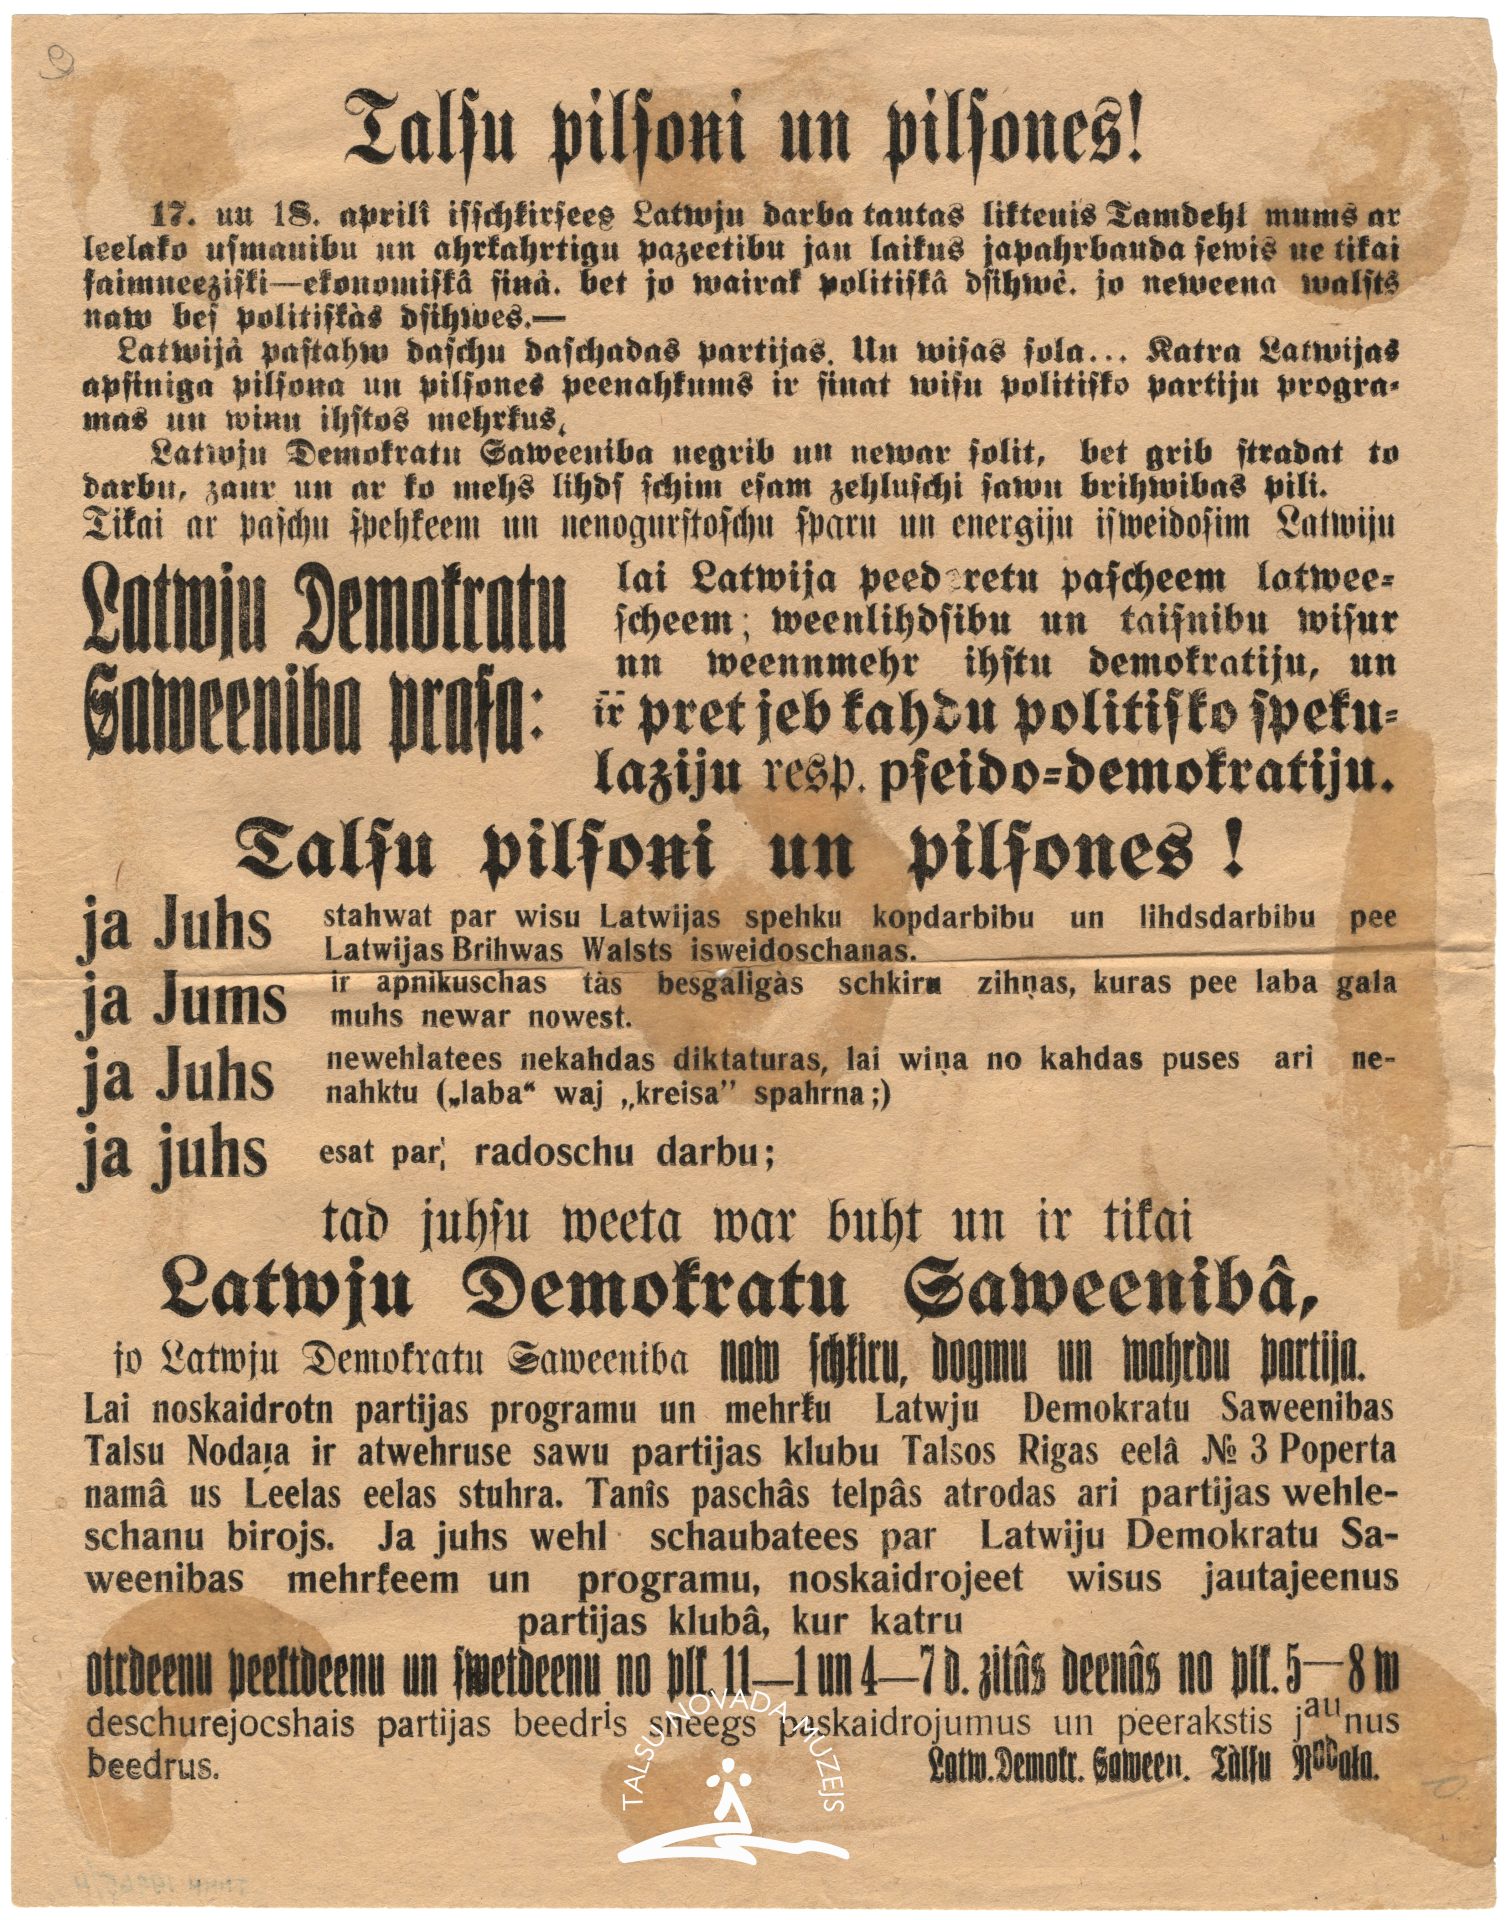 Talsu pilsoni un pilsones!
17. un 18. aprilî isschkirsees Latwju darba tautas liktenis Tamdehl mums ar
leelako usmanibu un ahrkahrtigu pazeetibu jau laikus japahrbauda sewis ne tikai
saimneeziski—ekonomiskâ sinà. bet jo wairak politiskâ dsihwè. jo neweena walsts
naw bes politiskàs dsihwes.—
Latwijà pastahw daschu daschadas partijas. Un wisas sola... Katra Latwijas
apsiniga pilsona un pilsones peenahkums ir sinat wisu politisko partiju progra-
mas un winu ihstos mehrkus,
Latwju Demokratu Saweeniba negrib un newar solit, bet grib stradat to
darbu, zaur un ar ko mehs lihds schim esam zehluschi sawu brihwibas pili.
Tikai ar paschu spehkeem un nenogurstoschu sparu un energiju isweidosim Latwiju
Latwju Demokratu
Saweeniba prasa:
lai Latwija peederetu pascheem latwee-
scheem; weenlihdsibu un taisnibu wisur
un weennmehr ihstu demokratiju, un
ir pret jeb kahdu politisko speku-
laziju resp. pseido-demokratiju.
Talsu pilsoni un pilsones!
ja Juhs stahwat par wisu Latwijas spehku kopdarbibu un lihdsdarbibu pee
Latwijas Brihwas Walsts isweidoschanas.
ja Jums ir apnikuschas tàs besgaligàs schkiru zihņas, kuras pee laba gala
muhs newar nowest.
ja Juhs newehlatees nekahdas diktaturas, lai wiņa no kahdas puses ari ne-
nahktu („laba“ waj „kreisa” spahrna;)
ja juhs esat par radoschu darbu;
tad juhsu weeta war buht un ir tikai
Latwju Demokratu Saweenibâ,
jo Latwju Demokratu Saweeniba naw schkiru, dogmu un wahrdu partija.
Lai noskaidrotn partijas programu un mehrku Latwju Demokratu Saweenibas
Talsu Nodaļa ir atwehruse sawu partijas klubu Talsos Rigas eelâ № 3 Poperta
namâ us Leelas eelas stuhra. Tanîs paschâs telpâs atrodas ari partijas wehle-
schanu birojs. Ja juhs wehl schaubatees par Latwiju Demokratu Sa-
weenibas mehrkeem un programu, noskaidrojeet wisus jautajeenus
partijas klubâ, kur katru
otrdeenu peektdeenu un swetdeenu no plk. 11—1 un 4—7 d. zitâs deenâs no plk. 5—8 w
deschurejocshais partijas beedris sneegs paskaidrojumus un peerakstis jaunus
beedrus.
Latw. Demokr. Saween. Tàlsu Nodaļa.
TALSU NOVADA MUZEJS